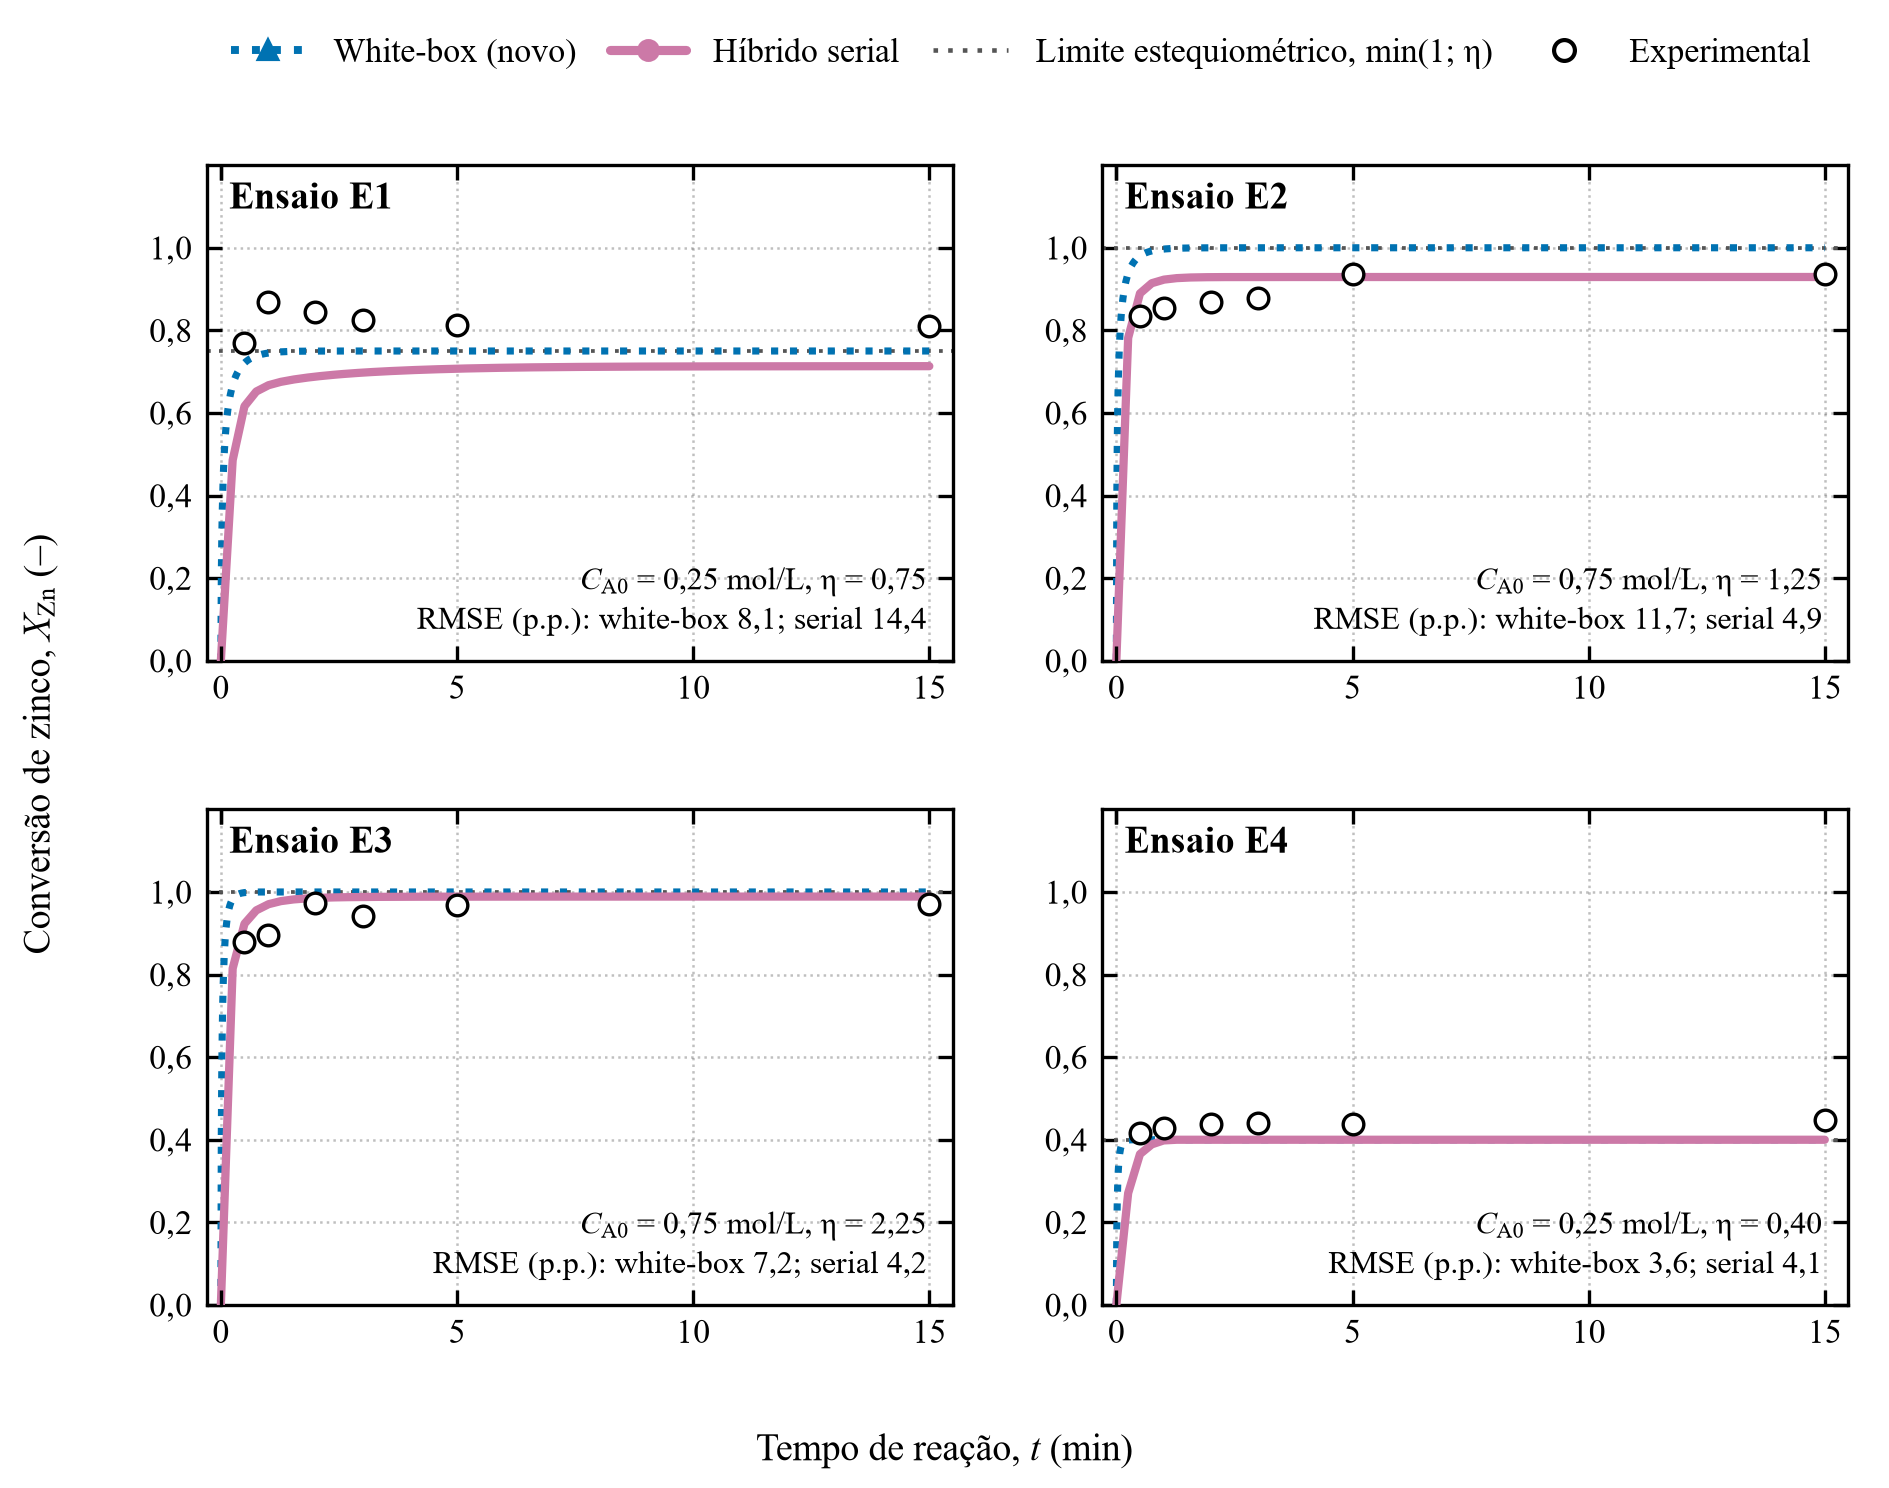 White-box (novo) Híbrido serial Limite estequiométrico, min(1; η) Experimental
Conversão de zinco, XZn (–)
Ensaio E1
1,0
0,8
0,6
0,4
0,2
0,0
CA0 = 0,25 mol/L, η = 0,75
RMSE (p.p.): white-box 8,1; serial 14,4
0 5 10 15
Ensaio E2
1,0
0,8
0,6
0,4
0,2
0,0
CA0 = 0,75 mol/L, η = 1,25
RMSE (p.p.): white-box 11,7; serial 4,9
0 5 10 15
Ensaio E3
1,0
0,8
0,6
0,4
0,2
0,0
CA0 = 0,75 mol/L, η = 2,25
RMSE (p.p.): white-box 7,2; serial 4,2
0 5 10 15
Ensaio E4
1,0
0,8
0,6
0,4
0,2
0,0
CA0 = 0,25 mol/L, η = 0,40
RMSE (p.p.): white-box 3,6; serial 4,1
0 5 10 15
Tempo de reação, t (min)